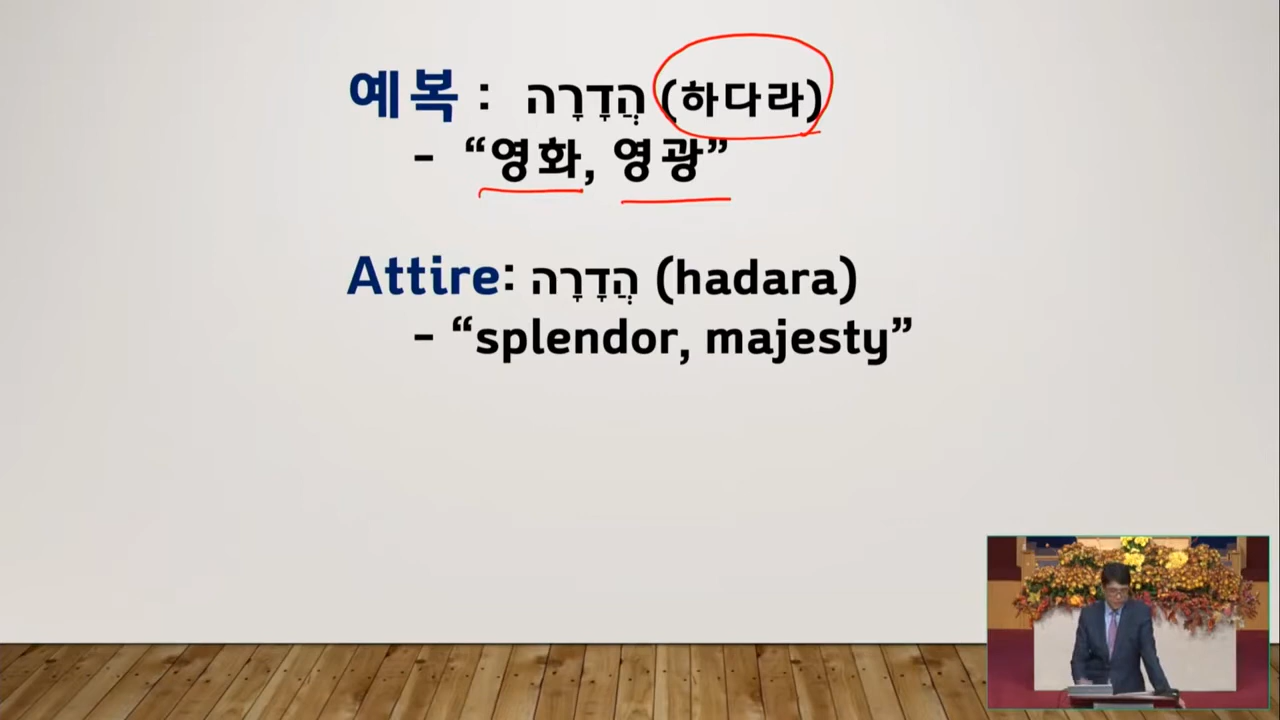 예복 : הֲדָרָה (하다라)
- “영화, 영광”
Attire: הֲדָרָה (hadara)
- “splendor, majesty”